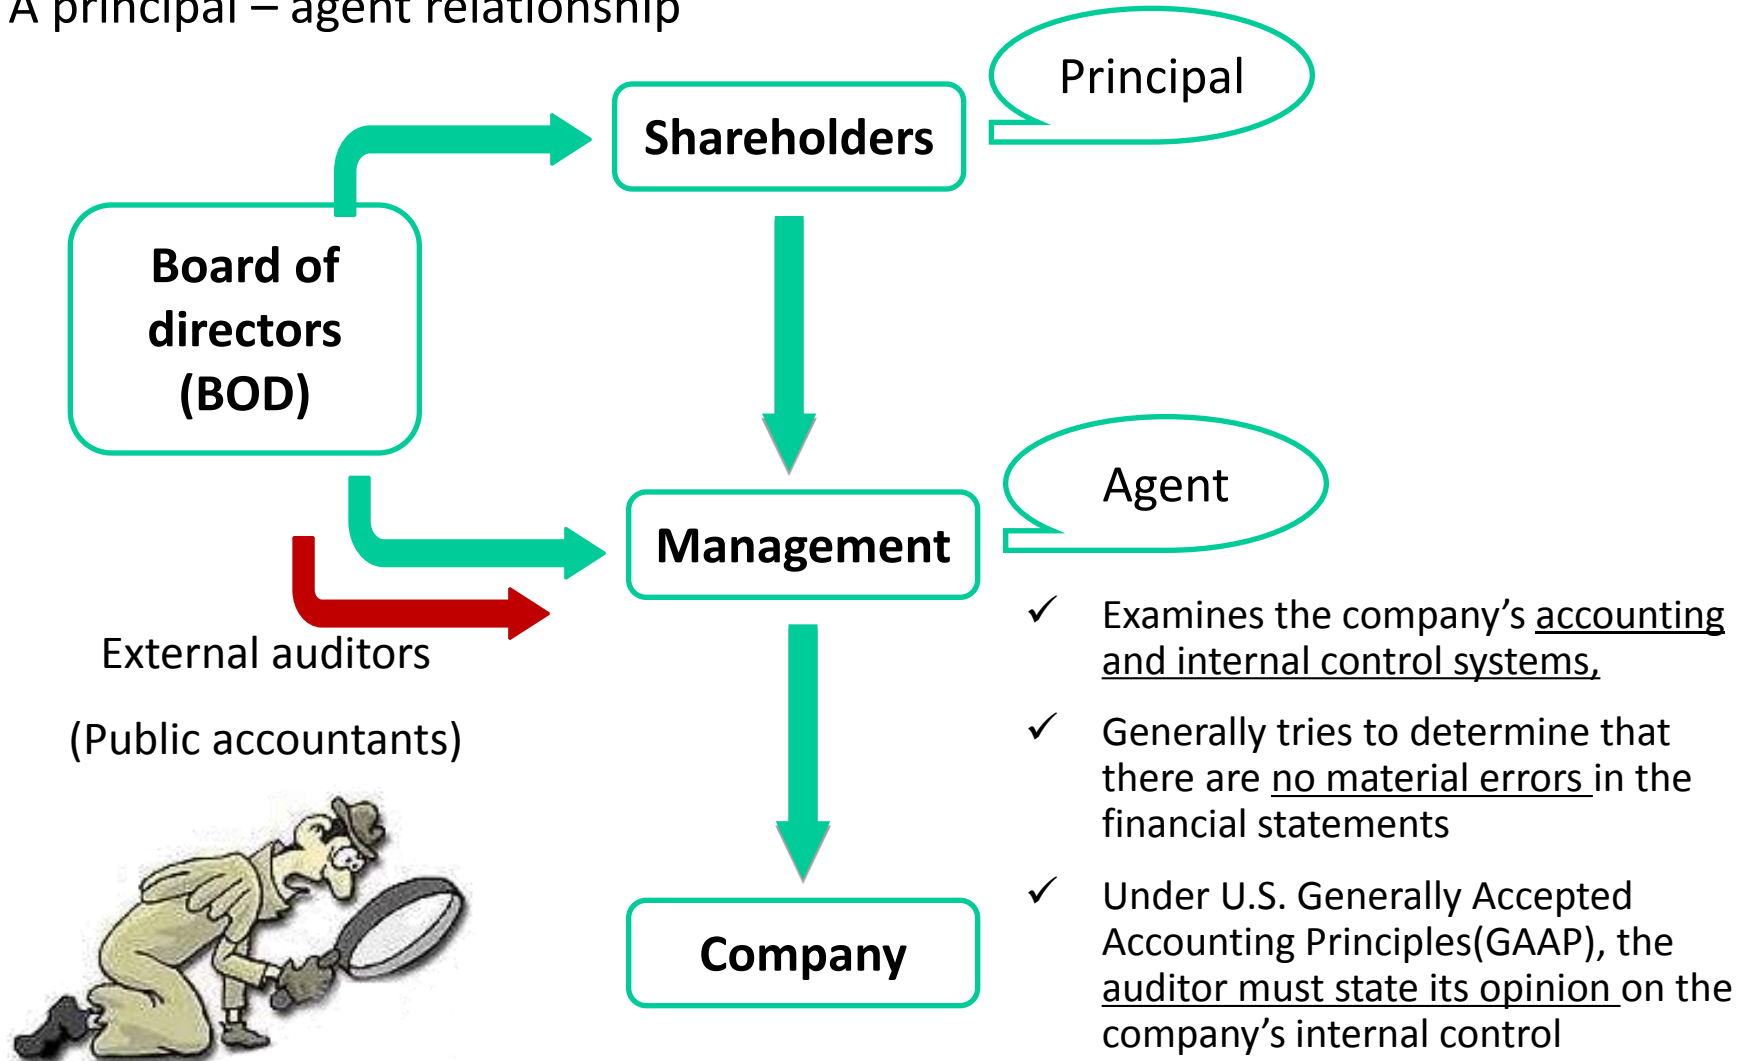 A principal – agent relationship
Principal
Shareholders
Board of
directors
(BOD)
Agent
Management
External auditors
(Public accountants)
Company
✓ Examines the company’s accounting
and internal control systems,
✓ Generally tries to determine that
there are no material errors in the
financial statements
✓ Under U.S. Generally Accepted
Accounting Principles(GAAP), the
auditor must state its opinion on the
company’s internal control